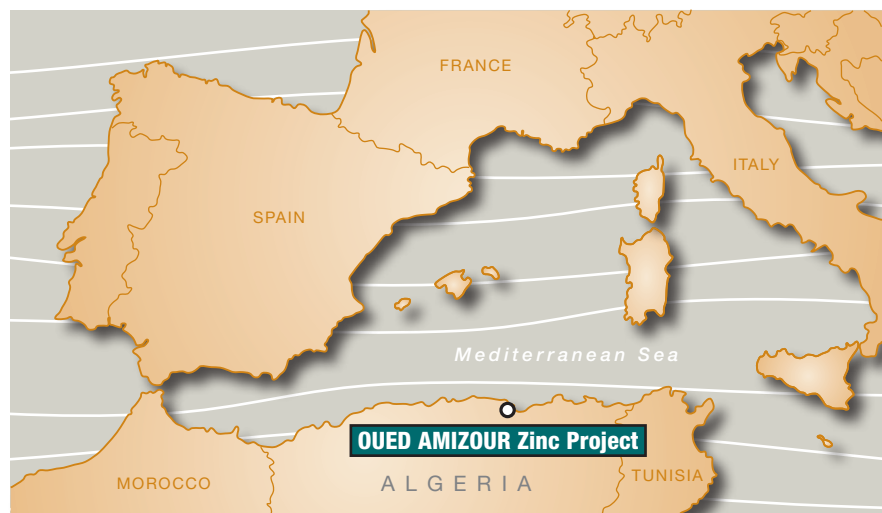 FRANCE
ITALY
SPAIN
Mediterranean Sea
OUED AMIZOUR Zinc Project
MOROCCO
ALGERIA
TUNISIA